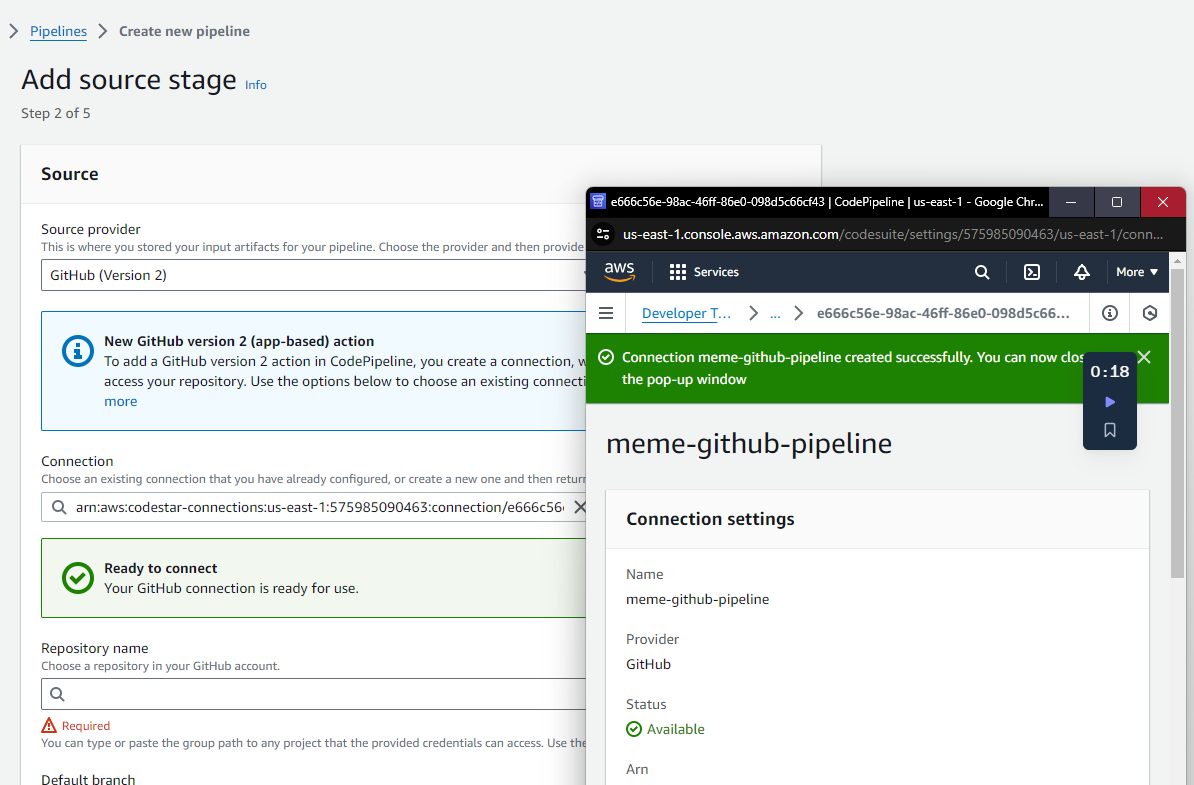 Pipelines
Create new pipeline
Add source stage
Info
Step 2 of 5
Source
Source provider
This is where you stored your input artifacts for your pipeline. Choose the provider and then provide
GitHub (Version 2)
New GitHub version 2 (app-based) action
To add a GitHub version 2 action in CodePipeline, you create a connection, w
access your repository. Use the options below to choose an existing connecti
more
Connection
Choose an existing connection that you have already configured, or create a new one and then return
arn:aws:codestar-connections:us-east-1:575985090463:connection/e666c56
Ready to connect
Your GitHub connection is ready for use.
Repository name
Choose a repository in your GitHub account.
Required
You can type or paste the group path to any project that the provided credentials can access. Use the
Default branch
e666c56e-98ac-46ff-86e0-098d5c66cf43 | CodePipeline | us-east-1 - Google Chr...
us-east-1.console.aws.amazon.com/codesuite/settings/575985090463/us-east-1/conn...
aws
Services
More
Developer T...
...
e666c56e-98ac-46ff-86e0-098d5c66...
Connection meme-github-pipeline created successfully. You can now clos
the pop-up window
0:18
meme-github-pipeline
Connection settings
Name
meme-github-pipeline
Provider
GitHub
Status
Available
Arn